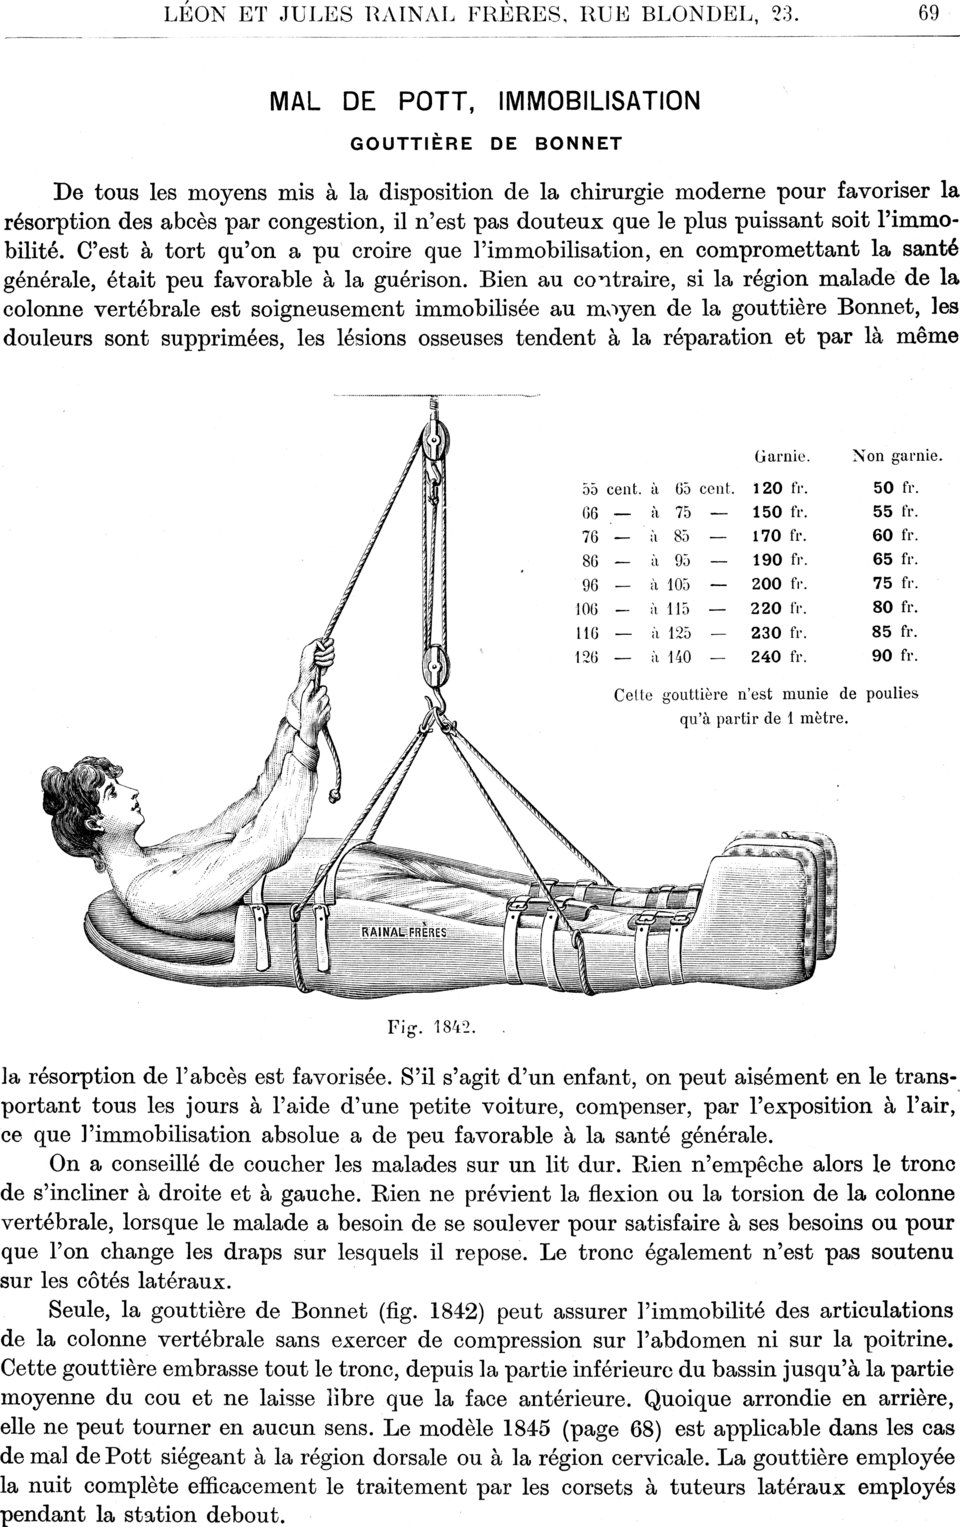 LÉON ET JULES RAINAL FRÈRES, RUE BLONDEL, 23. 69
MAL DE POTT, IMMOBILISATION
GOUTTIÈRE DE BONNET
De tous les moyens mis à la disposition de la chirurgie moderne pour favoriser la
résorption des abcès par congestion, il n'est pas douteux que le plus puissant soit l'immo-
bilité. C'est à tort qu'on a pu croire que l'immobilisation, en compromettant la santé
générale, était peu favorable à la guérison. Bien au contraire, si la région malade de la
colonne vertébrale est soigneusement immobilisée au moyen de la gouttière Bonnet, les
douleurs sont supprimées, les lésions osseuses tendent à la réparation et par là même
Garnie. Non garnie.
55 cent. à 65 cent. 120 fr. 50 fr.
66 — à 75 — 150 fr. 55 fr.
76 — à 85 — 170 fr. 60 fr.
86 — à 95 — 190 fr. 65 fr.
96 — à 105 — 200 fr. 75 fr.
106 — à 115 — 220 fr. 80 fr.
116 — à 125 — 230 fr. 85 fr.
126 — à 140 — 240 fr. 90 fr.
Cette gouttière n'est munie de poulies
qu'à partir de 1 mètre.
RAINAL FRÈRES
Fig. 1842.
la résorption de l'abcès est favorisée. S'il s'agit d'un enfant, on peut aisément en le trans-
portant tous les jours à l'aide d'une petite voiture, compenser, par l'exposition à l'air,
ce que l'immobilisation absolue a de peu favorable à la santé générale.
On a conseillé de coucher les malades sur un lit dur. Rien n'empêche alors le tronc
de s'incliner à droite et à gauche. Rien ne prévient la flexion ou la torsion de la colonne
vertébrale, lorsque le malade a besoin de se soulever pour satisfaire à ses besoins ou pour
que l'on change les draps sur lesquels il repose. Le tronc également n'est pas soutenu
sur les côtés latéraux.
Seule, la gouttière de Bonnet (fig. 1842) peut assurer l'immobilité des articulations
de la colonne vertébrale sans exercer de compression sur l'abdomen ni sur la poitrine.
Cette gouttière embrasse tout le tronc, depuis la partie inférieure du bassin jusqu'à la partie
moyenne du cou et ne laisse libre que la face antérieure. Quoique arrondie en arrière,
elle ne peut tourner en aucun sens. Le modèle 1845 (page 68) est applicable dans les cas
de mal de Pott siégeant à la région dorsale ou à la région cervicale. La gouttière employée
la nuit complète efficacement le traitement par les corsets à tuteurs latéraux employés
pendant la station debout.